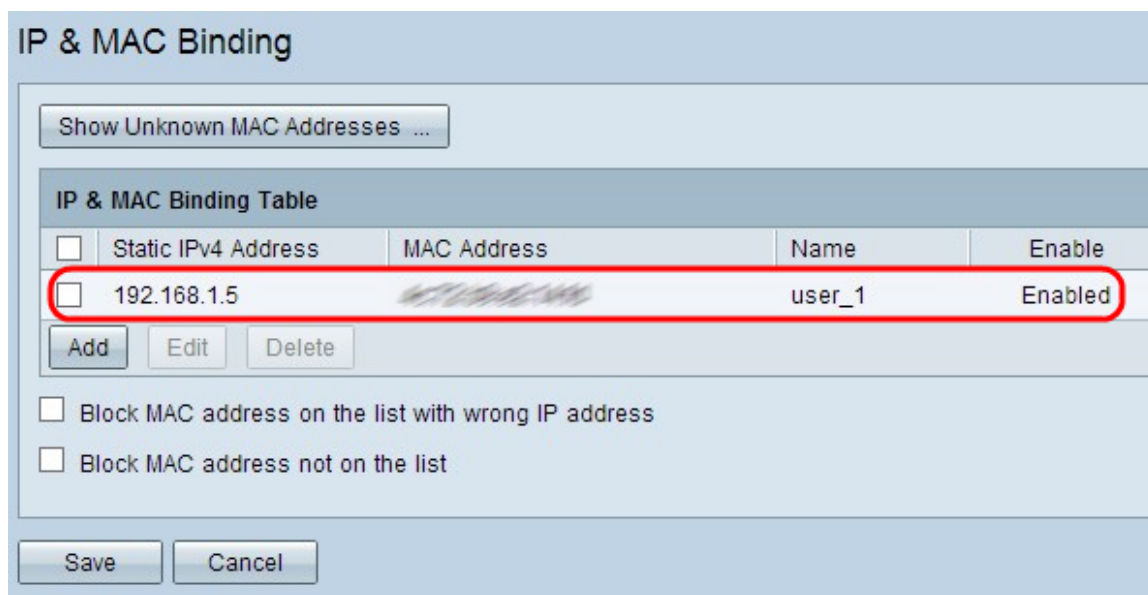 IP & MAC Binding
Show Unknown MAC Addresses ...
IP & MAC Binding Table
Static IPv4 Address MAC Address Name Enable
192.168.1.5 user_1 Enabled
Add Edit Delete
Block MAC address on the list with wrong IP address
Block MAC address not on the list
Save Cancel